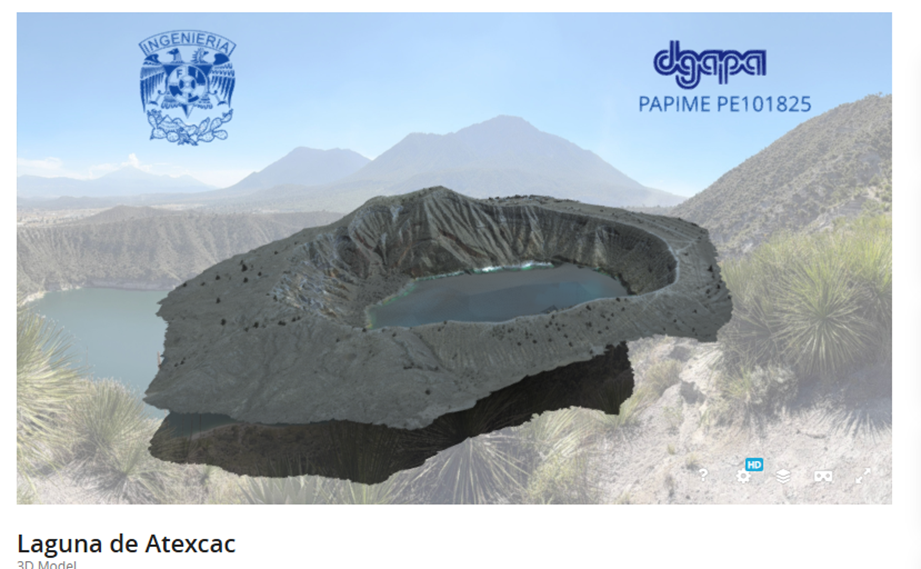 INGENIERIA
dgapa
PAPIME PE101825
?
HD
Laguna de Atexcac
3D Model